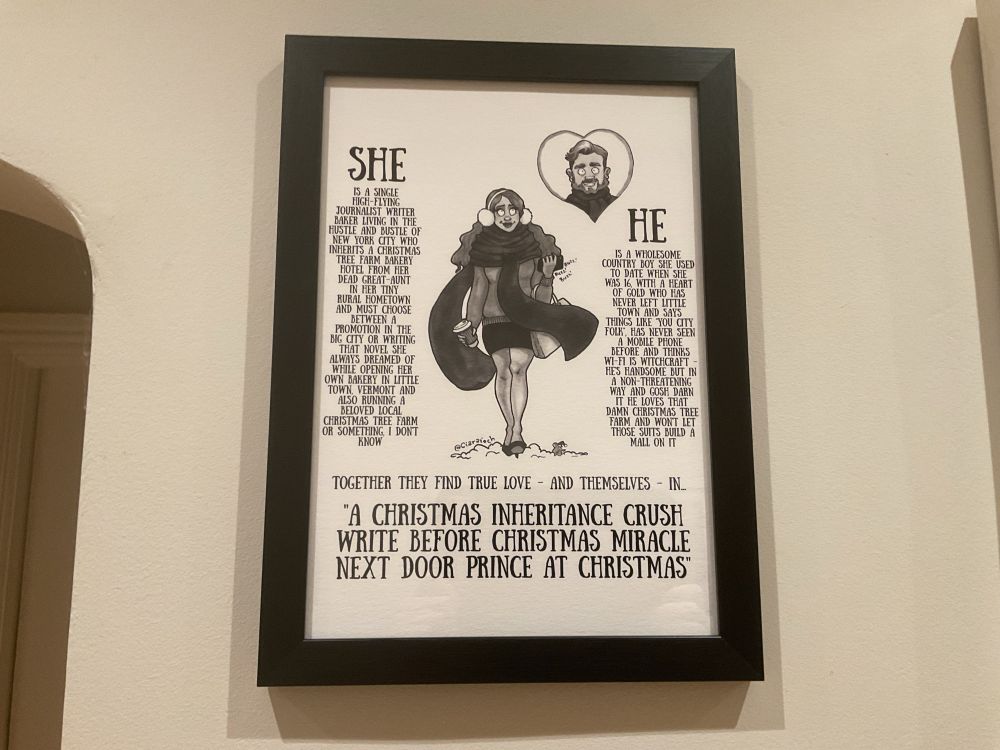 SHE
IS A SINGLE
HIGH-FLYING
JOURNALIST WRITER
BAKER LIVING IN THE
HUSTLE AND BUSTLE OF
NEW YORK CITY WHO
INHERITS A CHRISTMAS
TREE FARM BAKERY
HOTEL FROM HER
DEAD GREAT-AUNT
IN HER TINY
RURAL HOMETOWN
AND MUST CHOOSE
BETWEEN A
PROMOTION IN THE
BIG CITY OR WRITING
THAT NOVEL SHE
ALWAYS DREAMED OF
WHILE OPENING HER
OWN BAKERY IN LITTLE
TOWN, VERMONT AND
ALSO RUNNING A
BELOVED LOCAL
CHRISTMAS TREE FARM
OR SOMETHING, I DON'T
KNOW
HE
IS A WHOLESOME
COUNTRY BOY SHE USED
TO DATE WHEN SHE
WAS 16, WITH A HEART
OF GOLD WHO HAS
NEVER LEFT LITTLE
TOWN AND SAYS
THINGS LIKE "YOU CITY
FOLK", HAS NEVER SEEN
A MOBILE PHONE
BEFORE AND THINKS
WI-FI IS WITCHCRAFT -
HE'S HANDSOME BUT IN
A NON-THREATENING
WAY AND GOSH DARN
IT HE LOVES THAT
DAMN CHRISTMAS TREE
FARM AND WON'T LET
THOSE SUITS BUILD A
MALL ON IT
TOGETHER THEY FIND TRUE LOVE - AND THEMSELVES - IN...
"A CHRISTMAS INHERITANCE CRUSH
WRITE BEFORE CHRISTMAS MIRACLE
NEXT DOOR PRINCE AT CHRISTMAS"